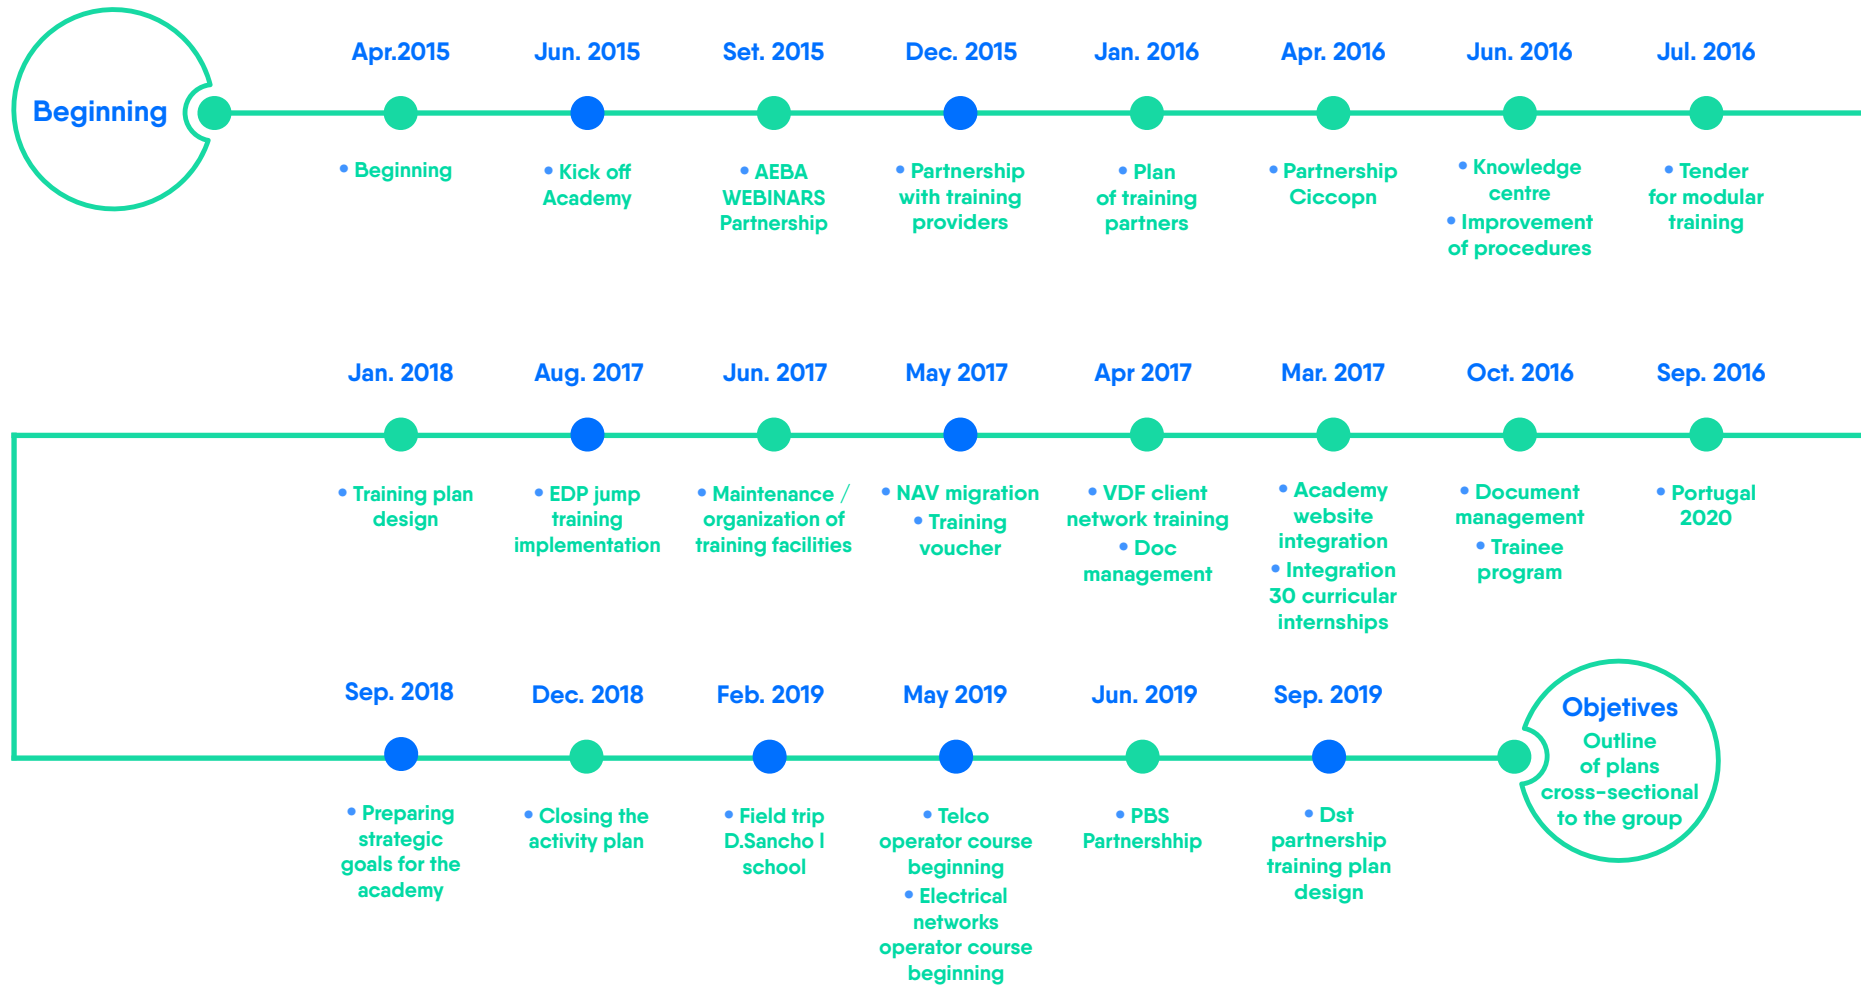 Beginning
Apr.2015
• Beginning
Jun. 2015
• Kick off
Academy
Set. 2015
• AEBA
WEBINARS
Partnership
Dec. 2015
• Partnership
with training
providers
Jan. 2016
• Plan
of training
partners
Apr. 2016
• Partnership
Ciccopn
Jun. 2016
• Knowledge
centre
• Improvement
of procedures
Jul. 2016
• Tender
for modular
training
Jan. 2018
• Training plan
design
Aug. 2017
• EDP jump
training
implementation
Jun. 2017
• Maintenance /
organization of
training facilities
May 2017
• NAV migration
• Training
voucher
Apr 2017
• VDF client
network training
• Doc
management
Mar. 2017
• Academy
website
integration
• Integration
30 curricular
internships
Oct. 2016
• Document
management
• Trainee
program
Sep. 2016
• Portugal
2020
Sep. 2018
• Preparing
strategic
goals for the
academy
Dec. 2018
• Closing the
activity plan
Feb. 2019
• Field trip
D.Sancho I
school
May 2019
• Telco
operator course
beginning
• Electrical
networks
operator course
beginning
Jun. 2019
• PBS
Partnershhip
Sep. 2019
• Dst
partnership
training plan
design
Objetives
Outline
of plans
cross-sectional
to the group